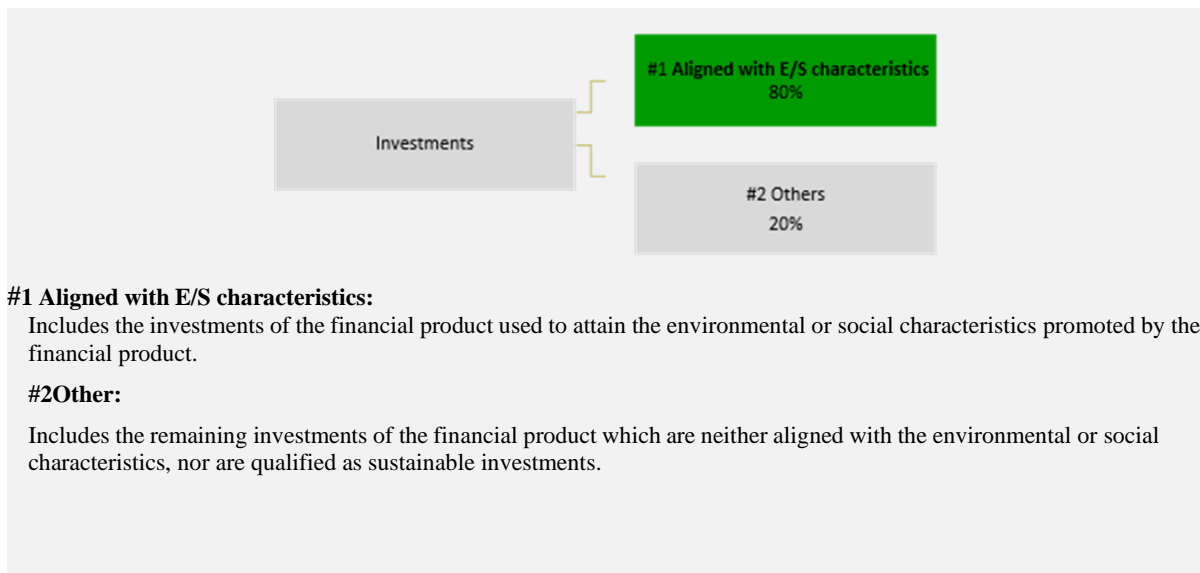 #1 Aligned with E/S characteristics
80%
Investments
#2 Others
20%
#1 Aligned with E/S characteristics:
Includes the investments of the financial product used to attain the environmental or social characteristics promoted by the
financial product.
#2Other:
Includes the remaining investments of the financial product which are neither aligned with the environmental or social
characteristics, nor are qualified as sustainable investments.